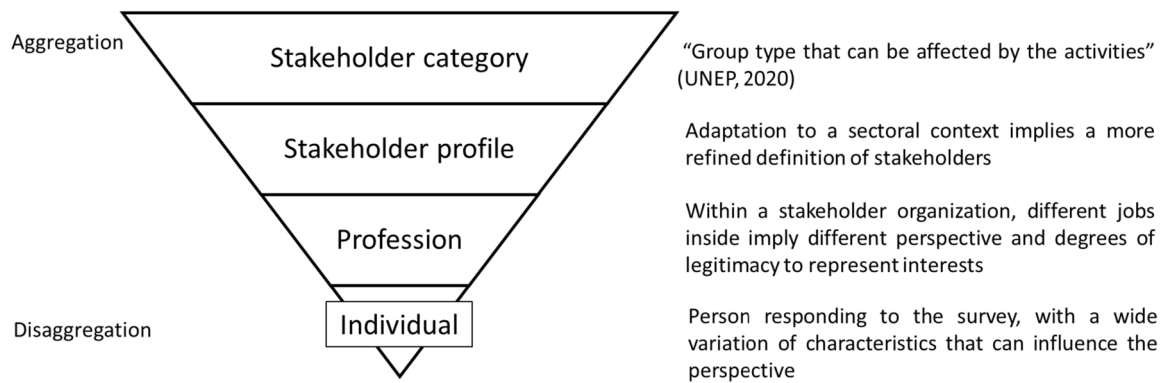 Aggregation
Stakeholder category
“Group type that can be affected by the activities”
(UNEP, 2020)
Stakeholder profile
Adaptation to a sectoral context implies a more
refined definition of stakeholders
Profession
Within a stakeholder organization, different jobs
inside imply different perspective and degrees of
legitimacy to represent interests
Disaggregation
Individual
Person responding to the survey, with a wide
variation of characteristics that can influence the
perspective